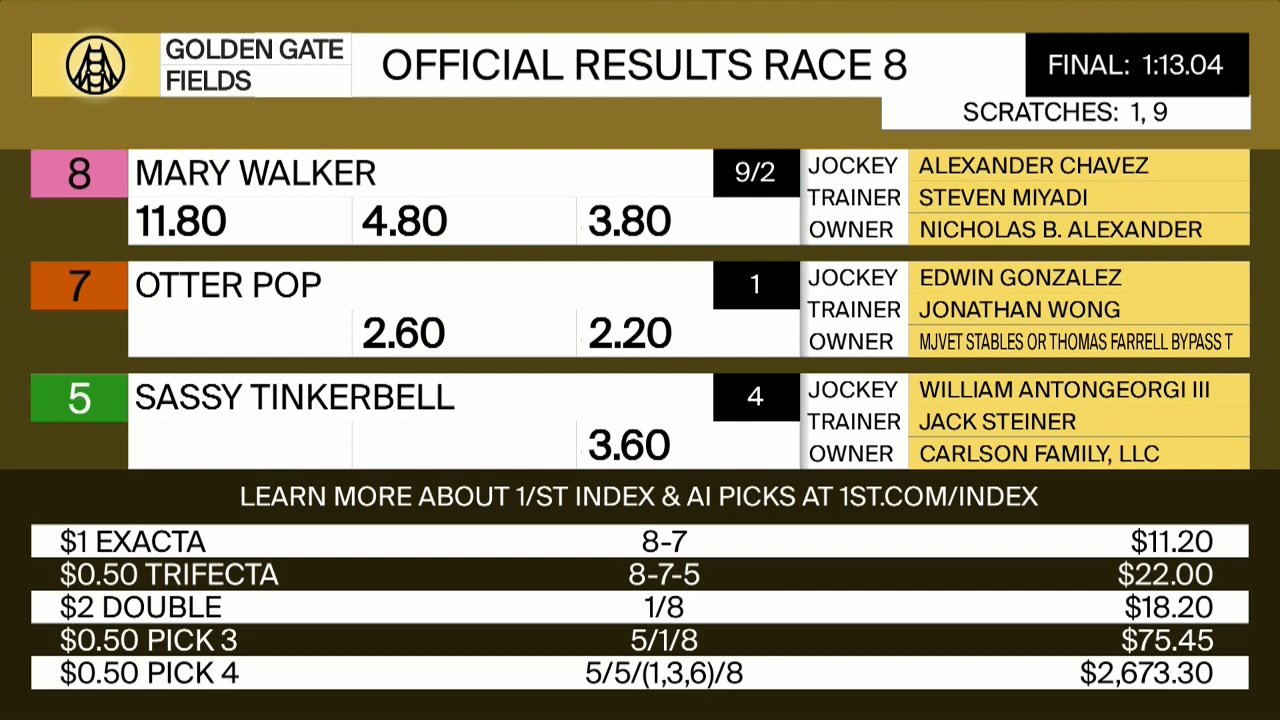 GOLDEN GATE
FIELDS
OFFICIAL RESULTS RACE 8
FINAL: 1:13.04
SCRATCHES: 1, 9
8 MARY WALKER 9/2
11.80 4.80 3.80
JOCKEY ALEXANDER CHAVEZ
TRAINER STEVEN MIYADI
OWNER NICHOLAS B. ALEXANDER
7 OTTER POP 1
2.60 2.20
JOCKEY EDWIN GONZALEZ
TRAINER JONATHAN WONG
OWNER MJVET STABLES OR THOMAS FARRELL BYPASS T
5 SASSY TINKERBELL 4
3.60
JOCKEY WILLIAM ANTONGEORGI III
TRAINER JACK STEINER
OWNER CARLSON FAMILY, LLC
LEARN MORE ABOUT 1/ST INDEX & AI PICKS AT 1ST.COM/INDEX
$1 EXACTA 8-7 $11.20
$0.50 TRIFECTA 8-7-5 $22.00
$2 DOUBLE 1/8 $18.20
$0.50 PICK 3 5/1/8 $75.45
$0.50 PICK 4 5/5/(1,3,6)/8 $2,673.30